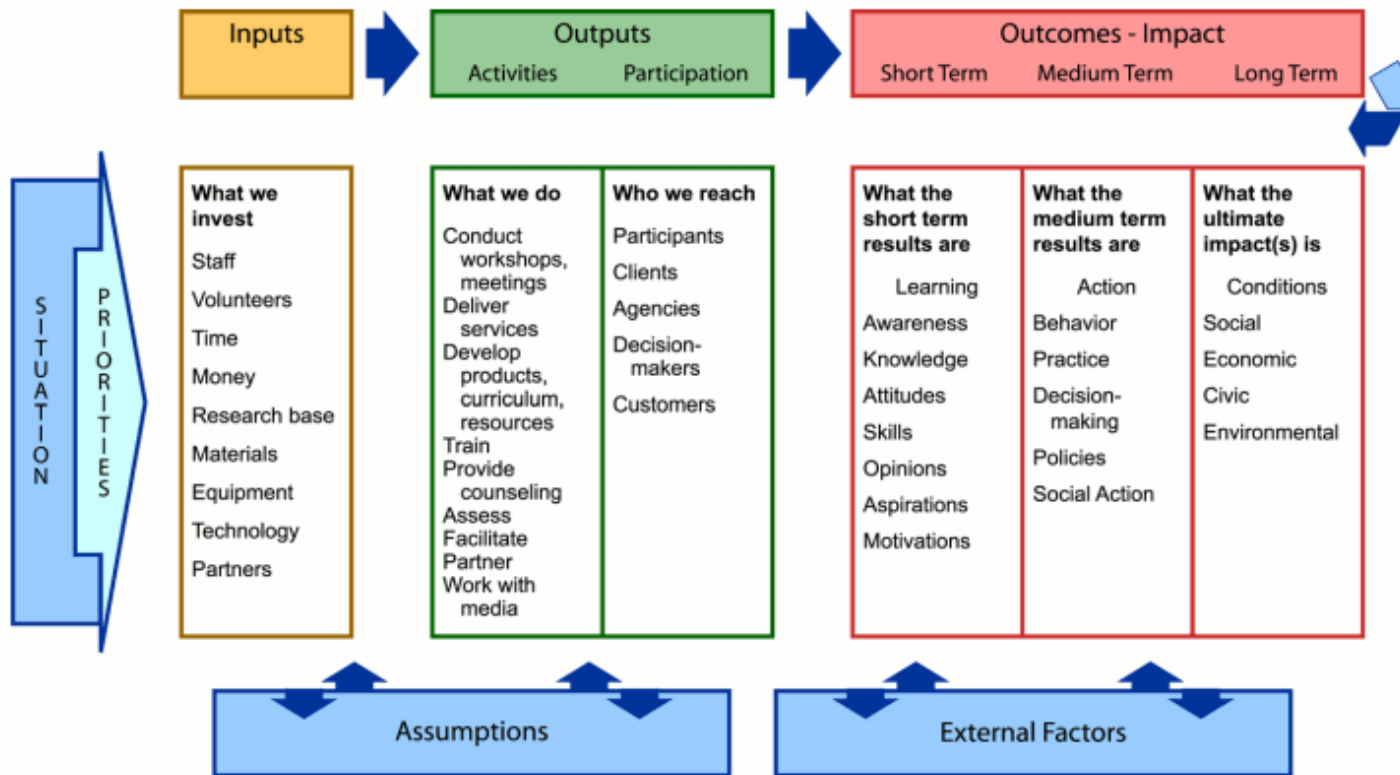 Inputs
Outputs
Activities
Participation
Outcomes - Impact
Short Term
Medium Term
Long Term
SITUATION
PRIORITIES
What we
invest
Staff
Volunteers
Time
Money
Research base
Materials
Equipment
Technology
Partners
What we do
Conduct
workshops,
meetings
Deliver
services
Develop
products,
curriculum,
resources
Train
Provide
counseling
Assess
Facilitate
Partner
Work with
media
Who we reach
Participants
Clients
Agencies
Decision-
makers
Customers
What the
short term
results are
Learning
Awareness
Knowledge
Attitudes
Skills
Opinions
Aspirations
Motivations
What the
medium term
results are
Action
Behavior
Practice
Decision-
making
Policies
Social Action
What the
ultimate
impact(s) is
Conditions
Social
Economic
Civic
Environmental
Assumptions
External Factors